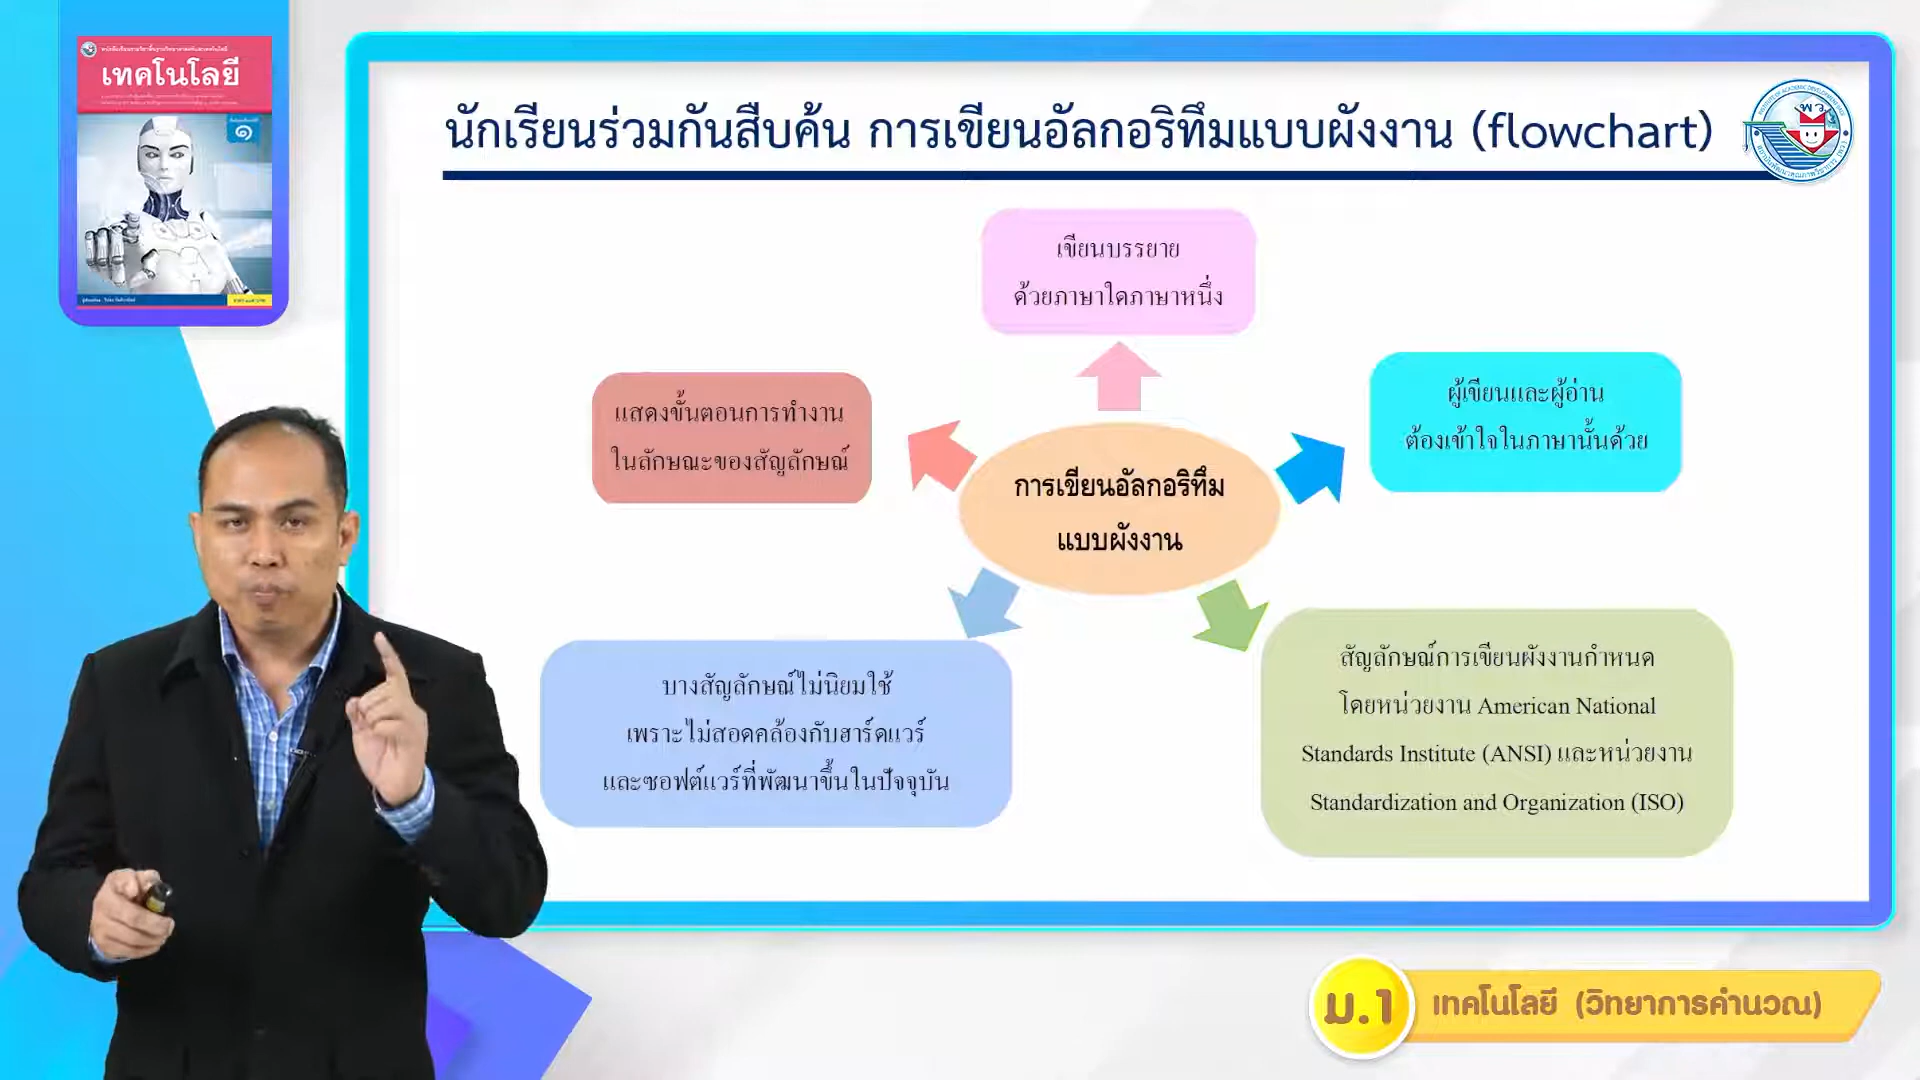 เทคโนโลยี
๑
นักเรียนร่วมกันสืบค้น การเขียนอัลกอริทึมแบบผังงาน (flowchart)
พว
เขียนบรรยาย
ด้วยภาษาใดภาษาหนึ่ง
แสดงขั้นตอนการทำงาน
ในลักษณะของสัญลักษณ์
ผู้เขียนและผู้อ่าน
ต้องเข้าใจในภาษานั้นด้วย
การเขียนอัลกอริทึม
แบบผังงาน
บางสัญลักษณ์ไม่นิยมใช้
เพราะไม่สอดคล้องกับฮาร์ดแวร์
และซอฟต์แวร์ที่พัฒนาขึ้นในปัจจุบัน
สัญลักษณ์การเขียนผังงานกำหนด
โดยหน่วยงาน American National
Standards Institute (ANSI) และหน่วยงาน
Standardization and Organization (ISO)
ม.1 เทคโนโลยี (วิทยาการคำนวณ)